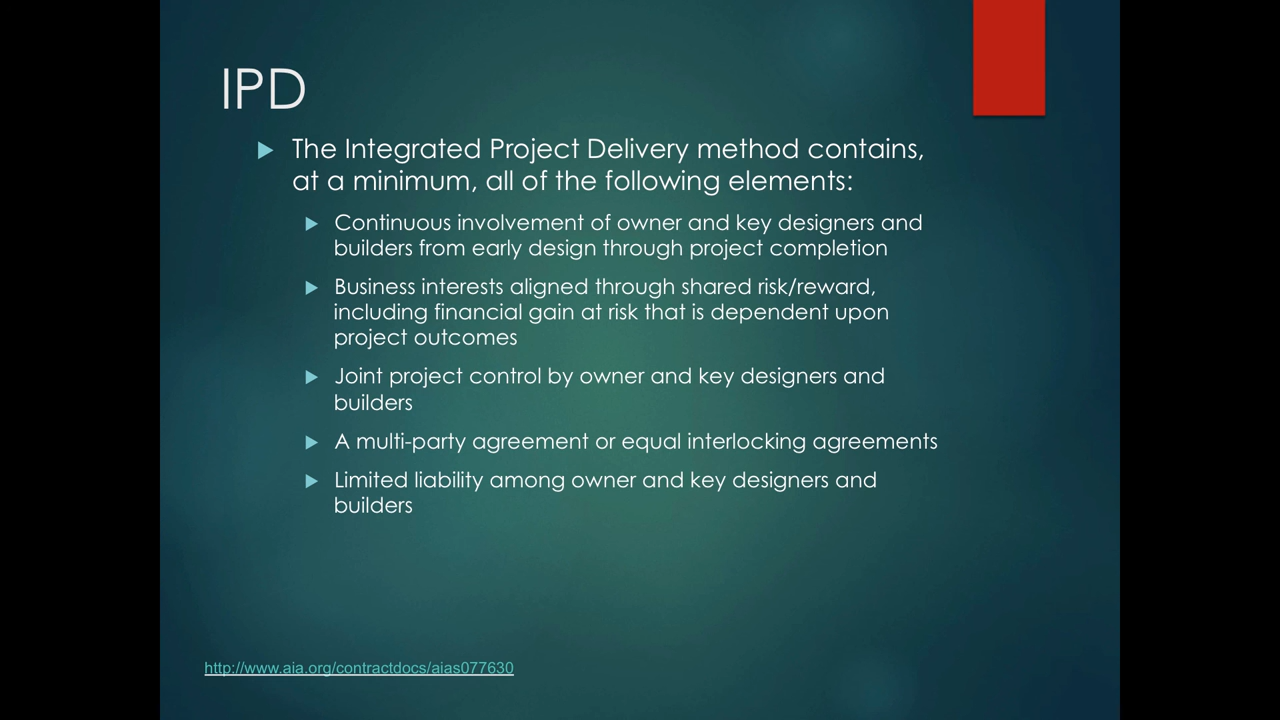 IPD
The Integrated Project Delivery method contains,
at a minimum, all of the following elements:
Continuous involvement of owner and key designers and
builders from early design through project completion
Business interests aligned through shared risk/reward,
including financial gain at risk that is dependent upon
project outcomes
Joint project control by owner and key designers and
builders
A multi-party agreement or equal interlocking agreements
Limited liability among owner and key designers and
builders
http://www.aia.org/contractdocs/aias077630